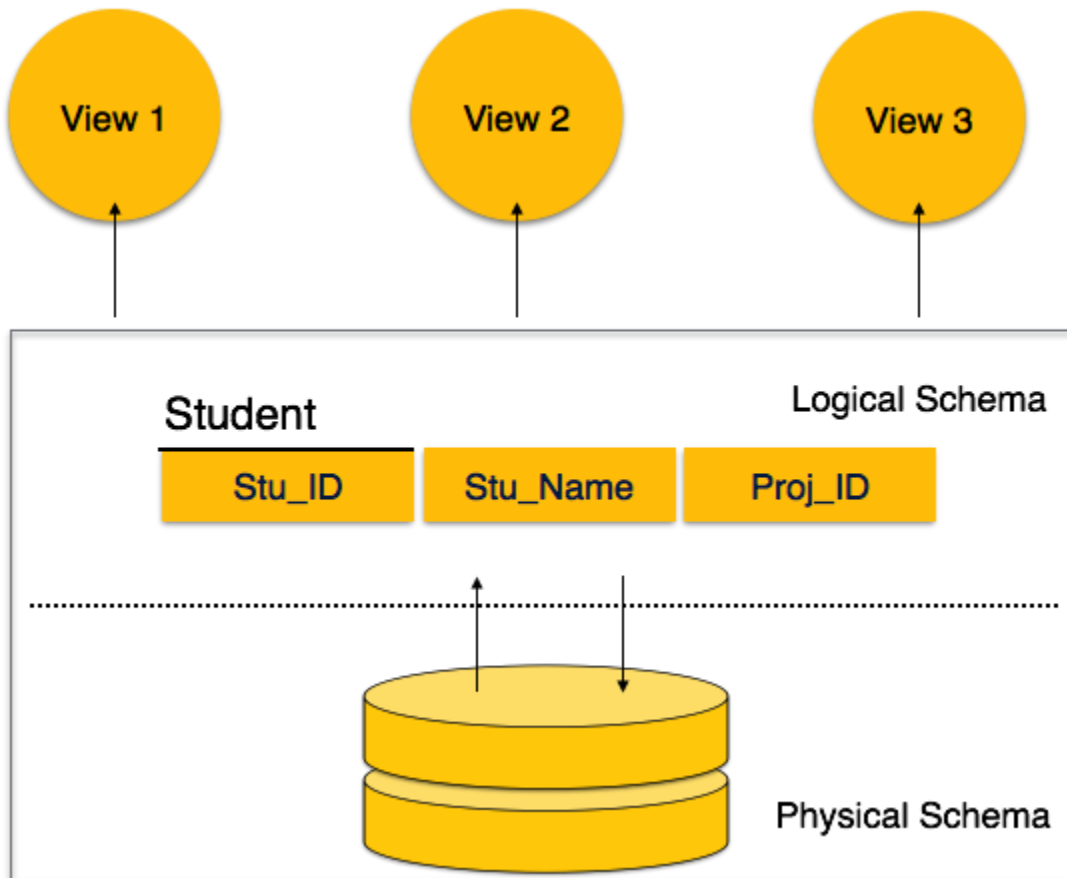 View 1
View 2
View 3
Logical Schema
Student
Stu_ID
Stu_Name
Proj_ID
Physical Schema